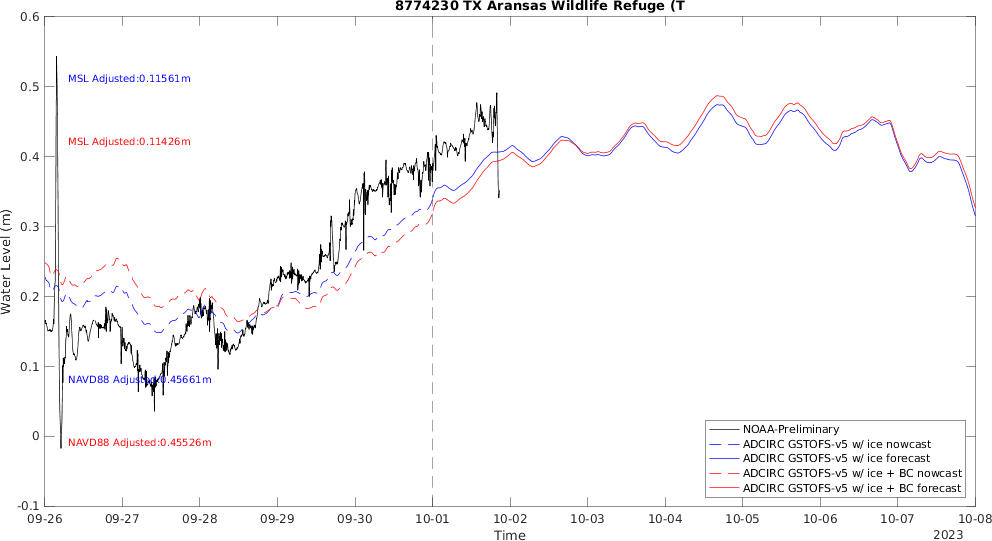 8774230 TX Aransas Wildlife Refuge (T
0.6
0.5
0.4
0.3
0.2
0.1
0
-0.1
Water Level (m)
MSL Adjusted:0.11561m
MSL Adjusted:0.11426m
NAVD88 Adjusted:0.45661m
NAVD88 Adjusted:0.45526m
NOAA-Preliminary
ADCIRC GSTOFS-v5 w/ ice nowcast
ADCIRC GSTOFS-v5 w/ ice forecast
ADCIRC GSTOFS-v5 w/ ice + BC nowcast
ADCIRC GSTOFS-v5 w/ ice + BC forecast
09-26 09-27 09-28 09-29 09-30 10-01 10-02 10-03 10-04 10-05 10-06 10-07 10-08
Time
2023